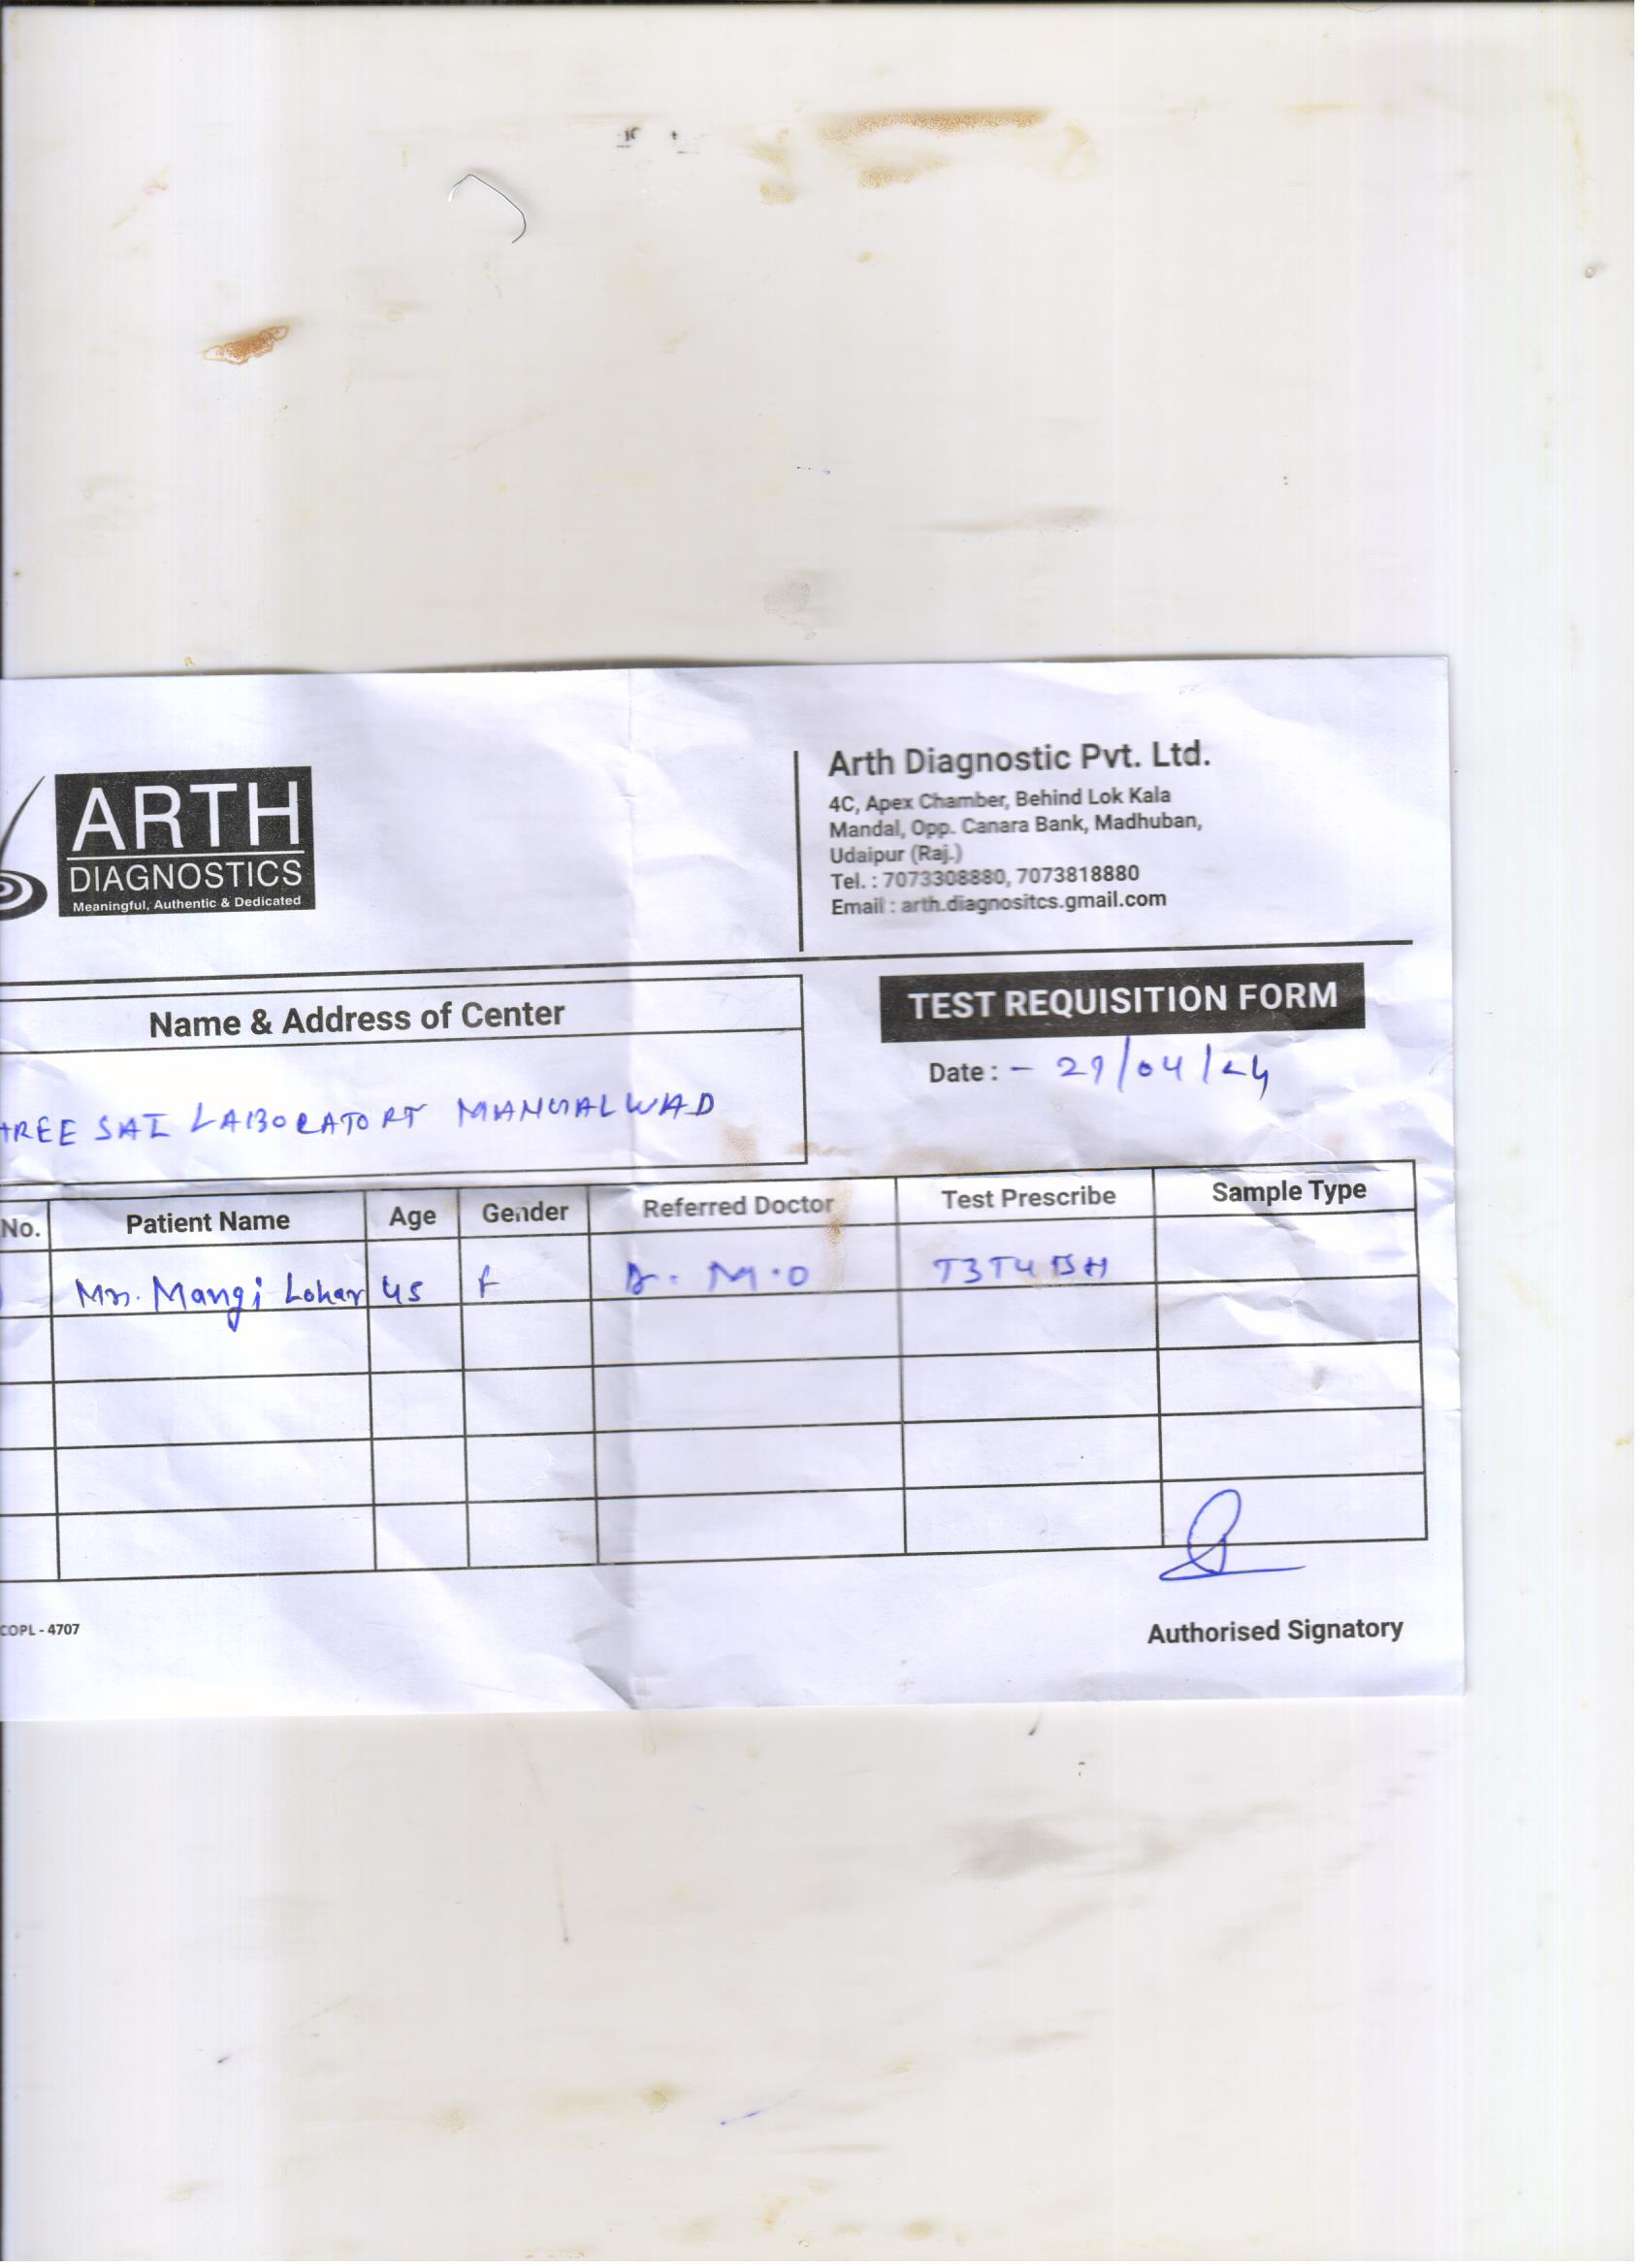 ARTH
DIAGNOSTICS
Meaningful, Authentic & Dedicated
Arth Diagnostic Pvt. Ltd.
4C, Apex Chamber, Behind Lok Kala
Mandal, Opp. Canara Bank, Madhuban,
Udaipur (Raj.)
Tel. : 7073308880, 7073818880
Email : arth.diagnositcs.gmail.com
Name & Address of Center
TEST REQUISITION FORM
Date : - 29/04/24
HREE SAI LABORATORY MANGALWAD
No. Patient Name Age Gender Referred Doctor Test Prescribe Sample Type
Mrs. Mangi Lohar 45 f Dr. M.O T3T4TSH
COPL - 4707
Authorised Signatory